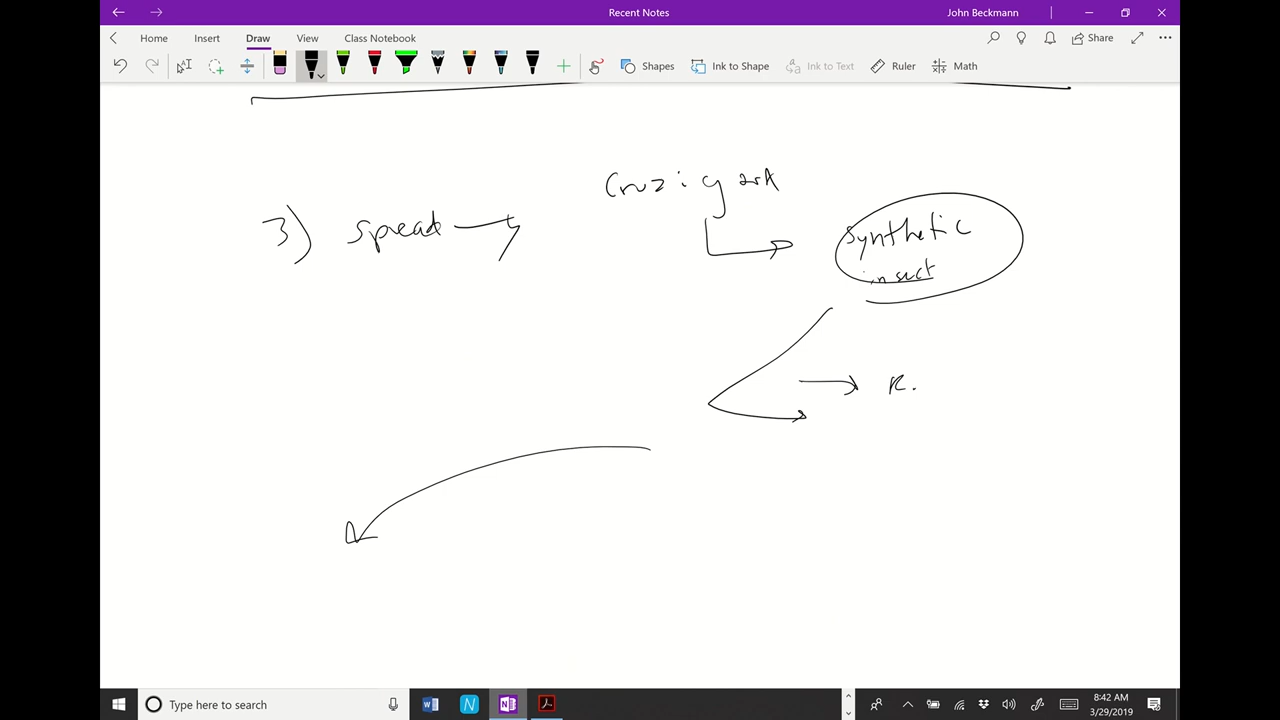 Recent Notes
John Beckmann
Home Insert Draw View Class Notebook
Share
Shapes Ink to Shape Ink to Text Ruler Math
Cruzigard
3) spread
synthetic
insect
R.
Type here to search
8:42 AM
3/29/2019